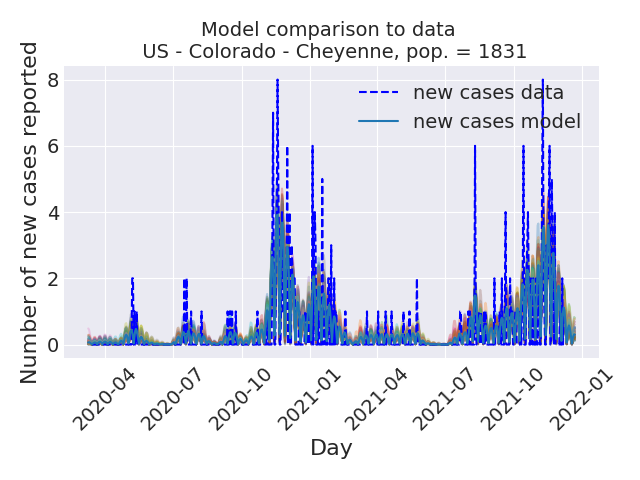 Model comparison to data
US - Colorado - Cheyenne, pop. = 1831
Number of new cases reported
8
6
4
2
0
new cases data
new cases model
2020-04
2020-07
2020-10
2021-01
2021-04
2021-07
2021-10
2022-01
Day